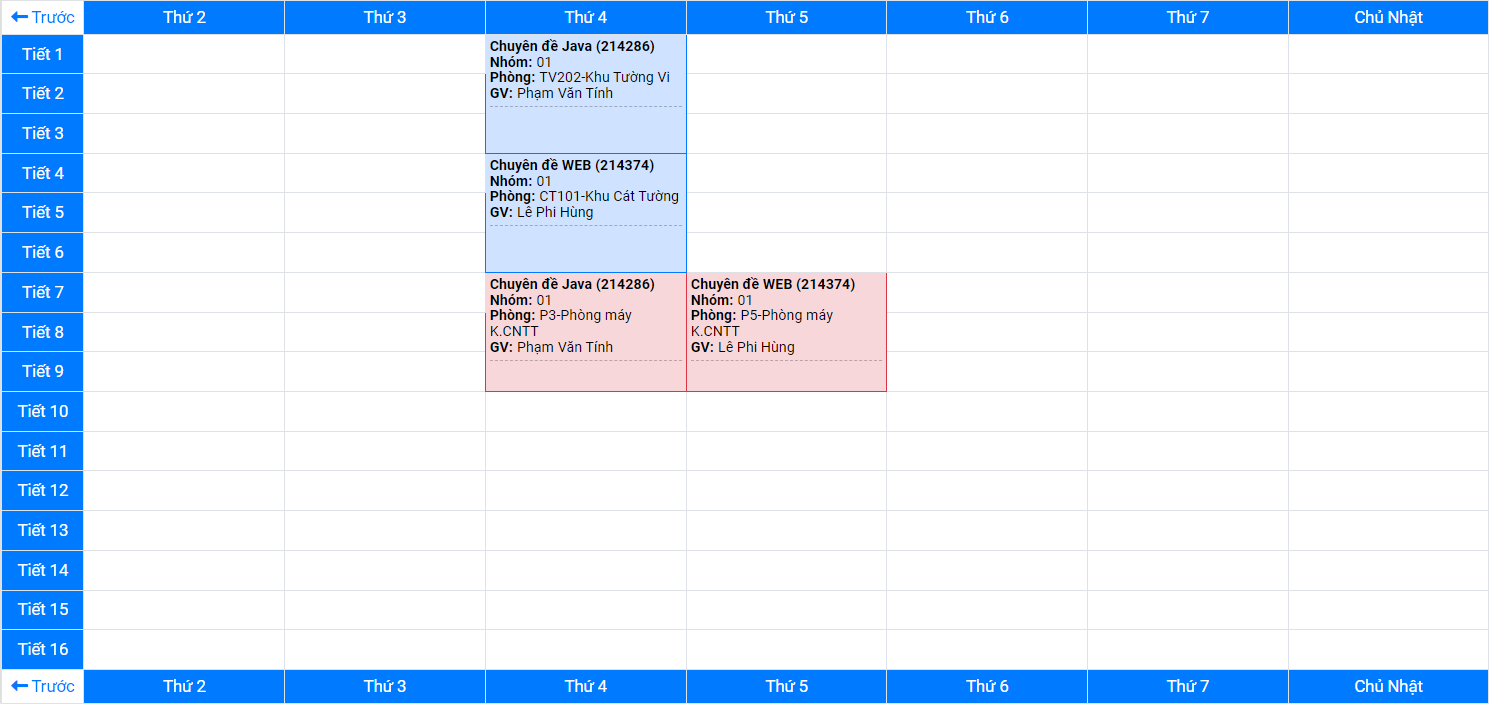 Trước
Thứ 2
Thứ 3
Thứ 4
Thứ 5
Thứ 6
Thứ 7
Chủ Nhật
Tiết 1
Chuyên đề Java (214286)
Nhóm: 01
Phòng: TV202-Khu Tường Vi
GV: Phạm Văn Tính
Tiết 2
Tiết 3
Tiết 4
Chuyên đề WEB (214374)
Nhóm: 01
Phòng: CT101-Khu Cát Tường
GV: Lê Phi Hùng
Tiết 5
Tiết 6
Tiết 7
Chuyên đề Java (214286)
Nhóm: 01
Phòng: P3-Phòng máy
K.CNTT
GV: Phạm Văn Tính
Chuyên đề WEB (214374)
Nhóm: 01
Phòng: P5-Phòng máy
K.CNTT
GV: Lê Phi Hùng
Tiết 8
Tiết 9
Tiết 10
Tiết 11
Tiết 12
Tiết 13
Tiết 14
Tiết 15
Tiết 16
Trước
Thứ 2
Thứ 3
Thứ 4
Thứ 5
Thứ 6
Thứ 7
Chủ Nhật